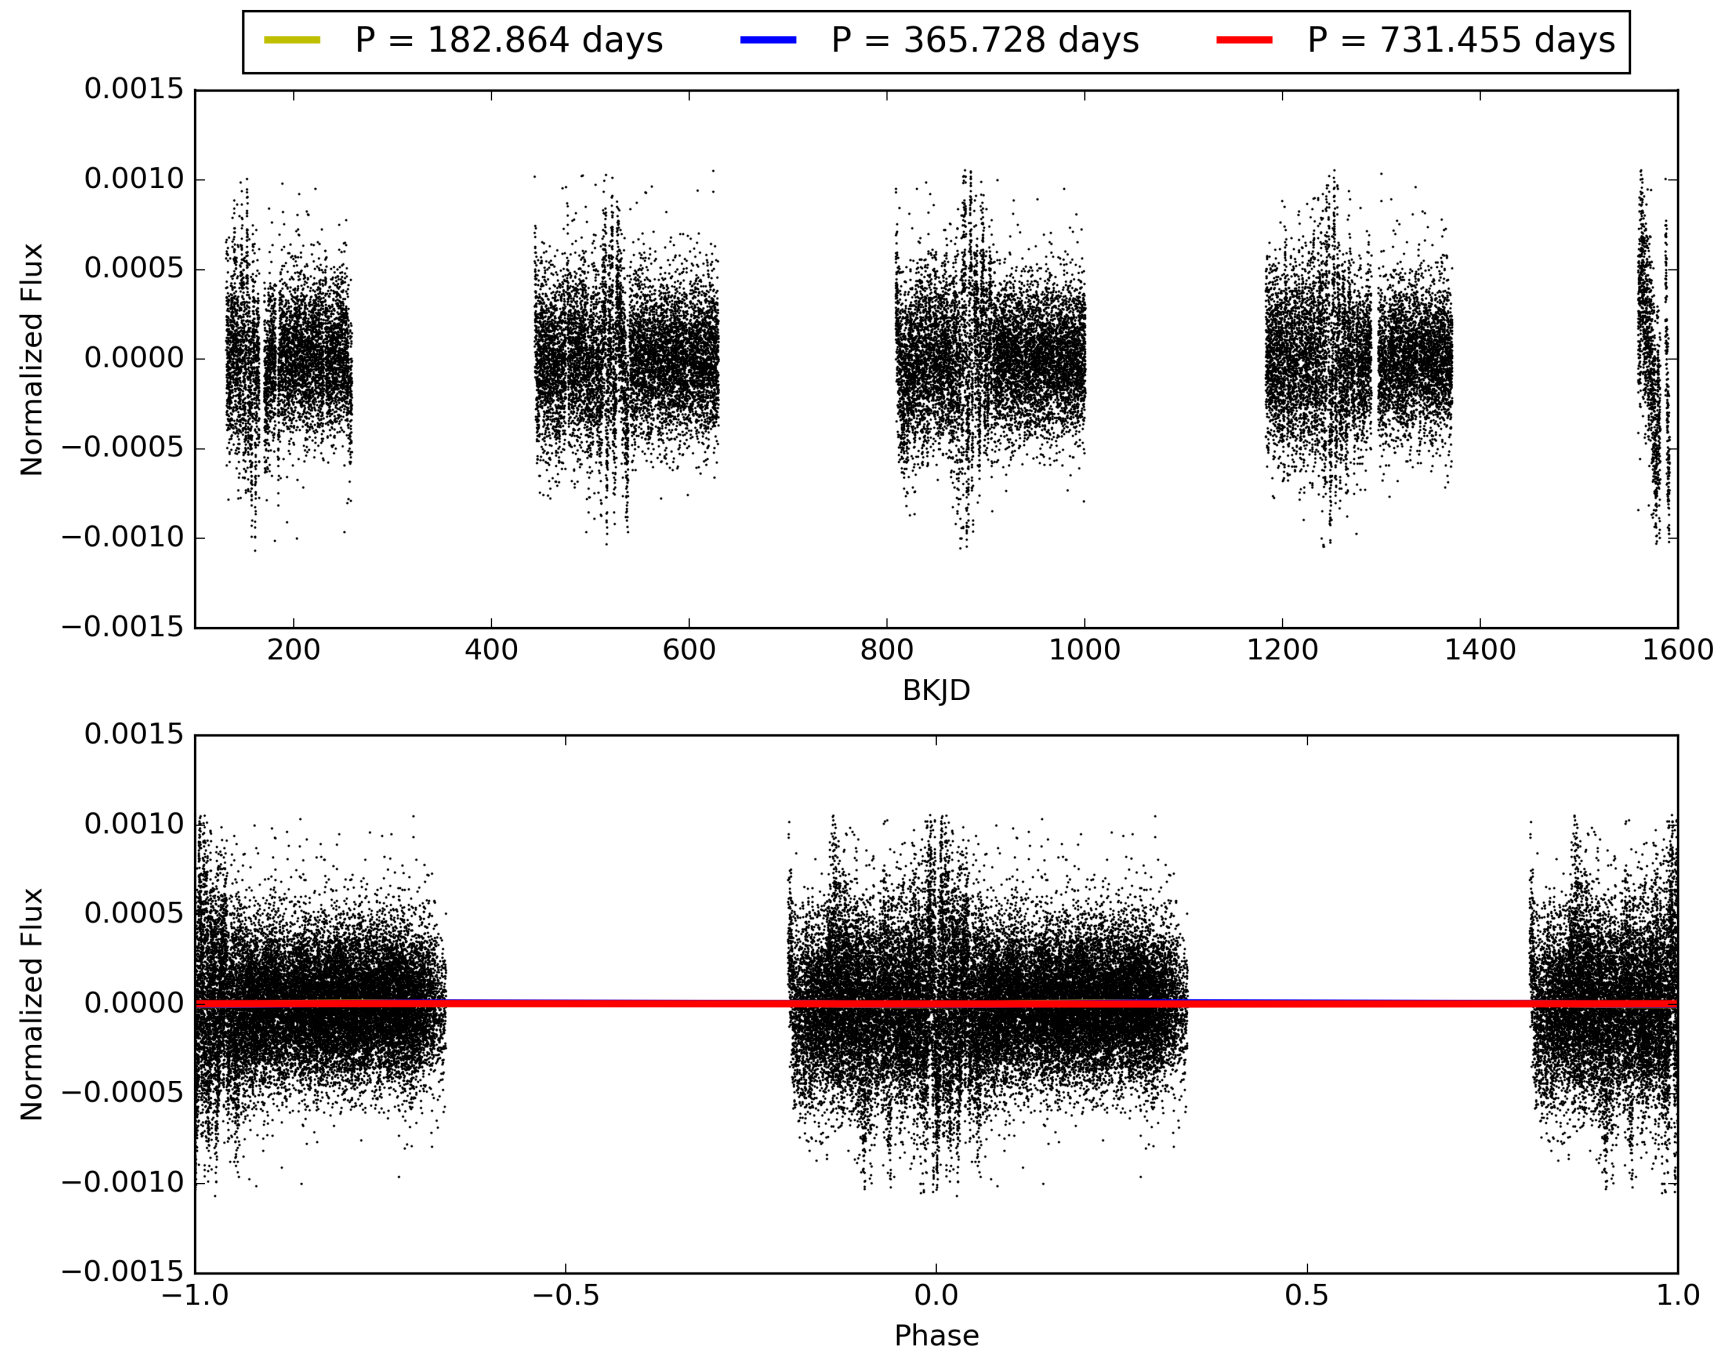 P = 182.864 days P = 365.728 days P = 731.455 days
0.0015
0.0010
0.0005
0.0000
−0.0005
−0.0010
−0.0015
Normalized Flux
200 400 600 800 1000 1200 1400 1600
BKJD
0.0015
0.0010
0.0005
0.0000
−0.0005
−0.0010
−0.0015
Normalized Flux
−1.0 −0.5 0.0 0.5 1.0
Phase